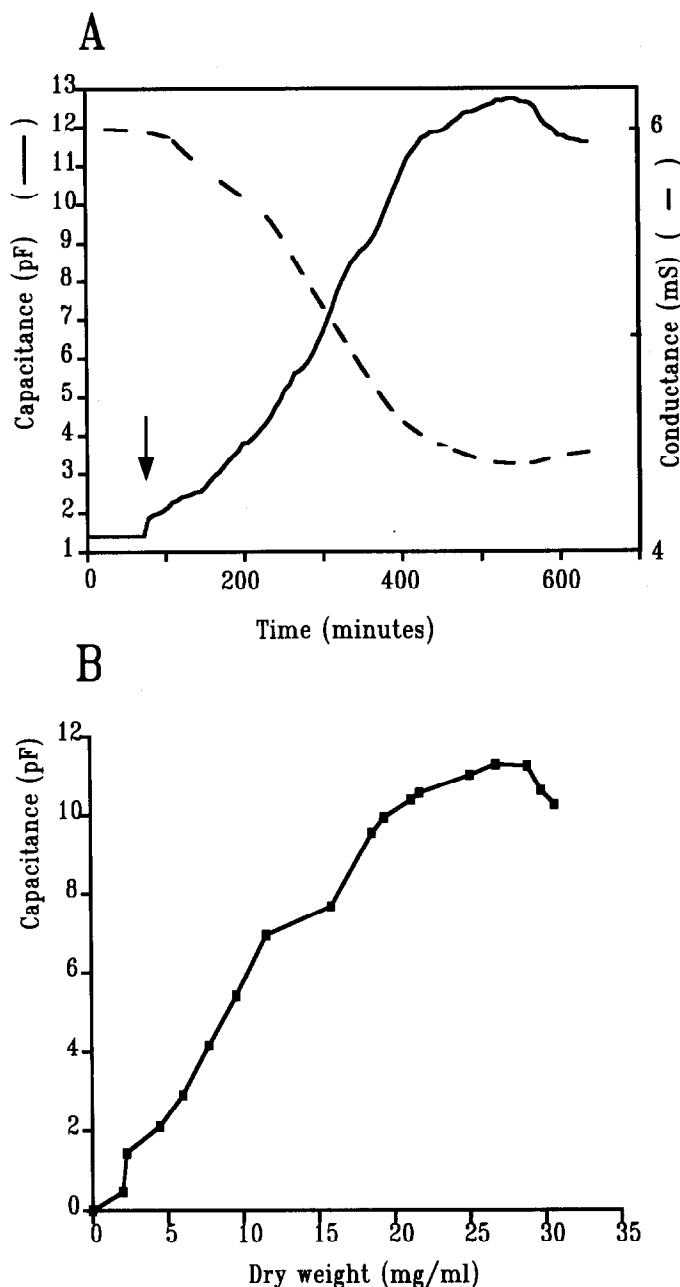 A
13
12
11
10
9
8
7
6
5
4
3
2
1
Capacitance (pF) (—)
6
4
Conductance (mS) (–)
0 200 400 600
Time (minutes)
B
12
10
8
6
4
2
0
Capacitance (pF)
0 5 10 15 20 25 30 35
Dry weight (mg/ml)